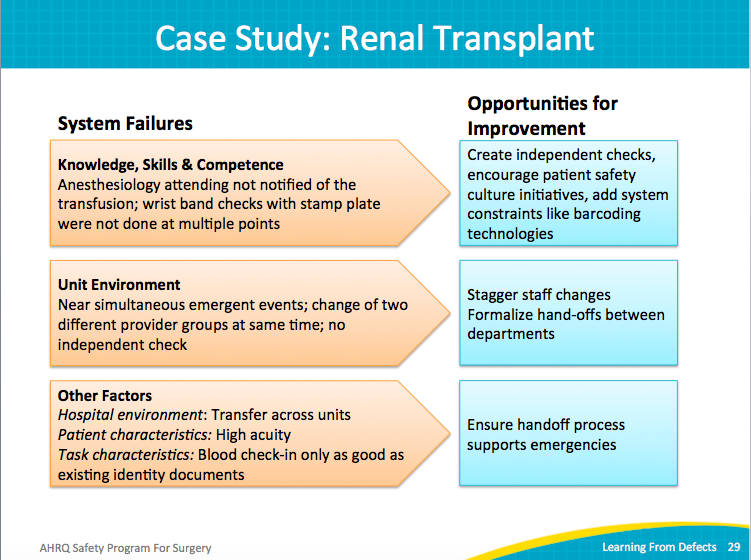 Case Study: Renal Transplant
System Failures
Opportunities for
Improvement
Knowledge, Skills & Competence
Anesthesiology attending not notified of the
transfusion; wrist band checks with stamp plate
were not done at multiple points
Create independent checks,
encourage patient safety
culture initiatives, add system
constraints like barcoding
technologies
Unit Environment
Near simultaneous emergent events; change of two
different provider groups at same time; no
independent check
Stagger staff changes
Formalize hand-offs between
departments
Other Factors
Hospital environment: Transfer across units
Patient characteristics: High acuity
Task characteristics: Blood check-in only as good as
existing identity documents
Ensure handoff process
supports emergencies
AHRQ Safety Program For Surgery
Learning From Defects 29